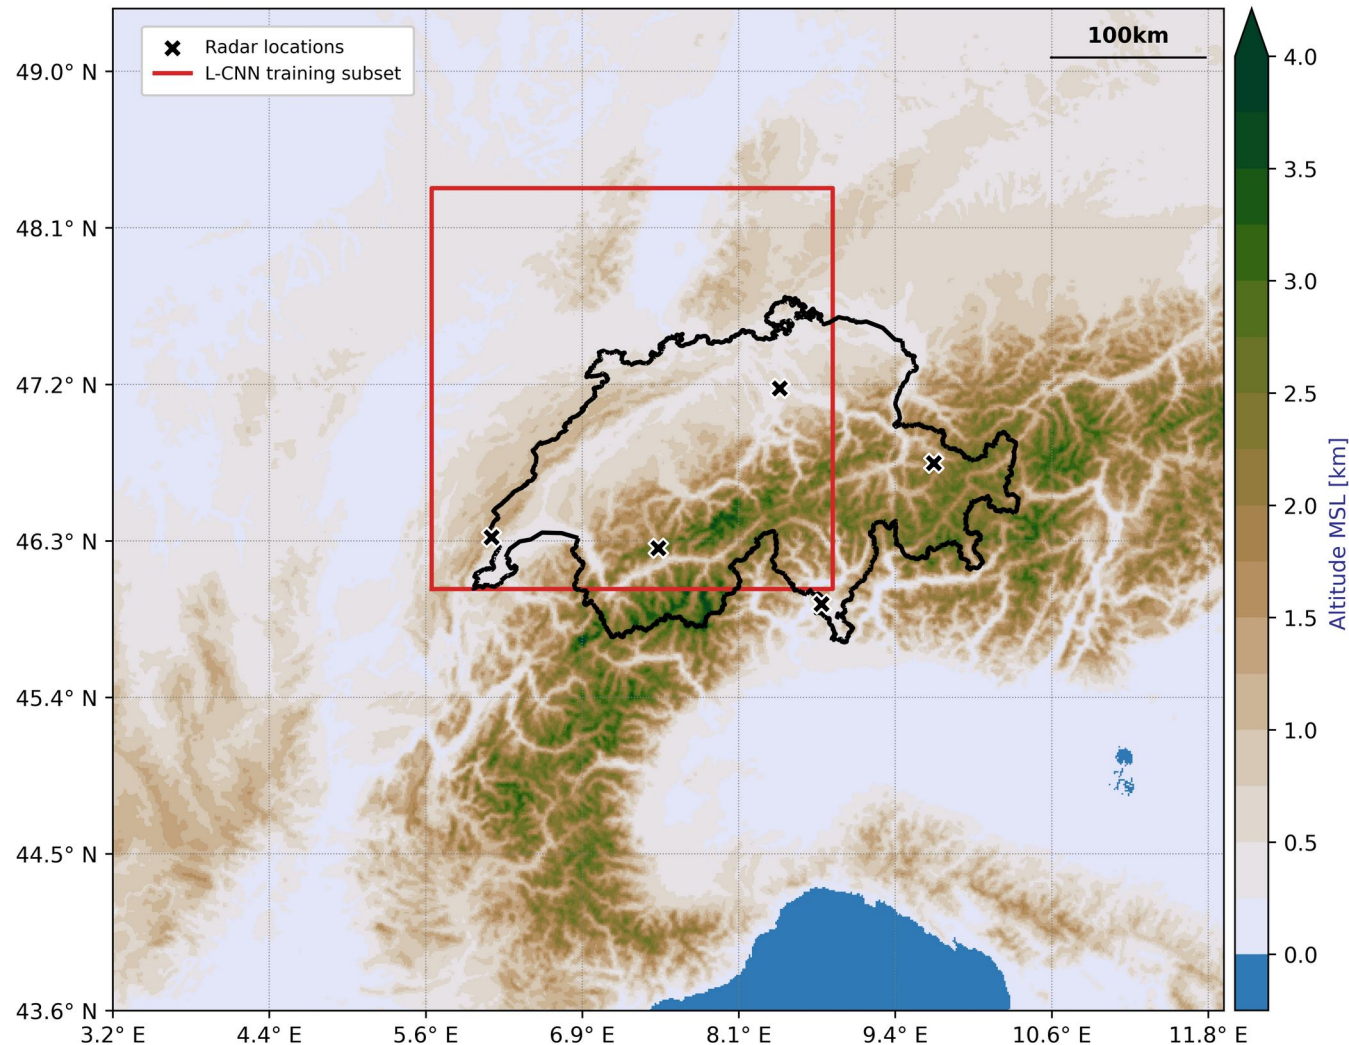 Radar locations
L-CNN training subset
100km
49.0° N
48.1° N
47.2° N
46.3° N
45.4° N
44.5° N
43.6° N
3.2° E
4.4° E
5.6° E
6.9° E
8.1° E
9.4° E
10.6° E
11.8° E
4.0
3.5
3.0
2.5
2.0
1.5
1.0
0.5
0.0
Altitude MSL [km]